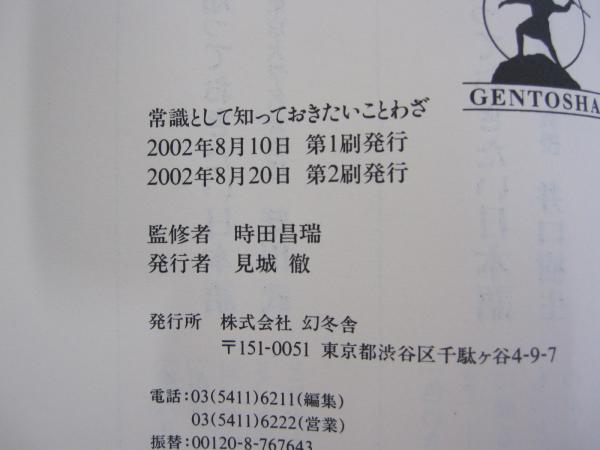 GENTOSHA
常識として知っておきたいことわざ
2002年8月10日 第1刷発行
2002年8月20日 第2刷発行
監修者 時田昌瑞
発行者 見城 徹
発行所 株式会社 幻冬舎
〒151-0051 東京都渋谷区千駄ヶ谷4-9-7
電話:03(5411)6211(編集)
03(5411)6222(営業)
振替:00120-8-767643